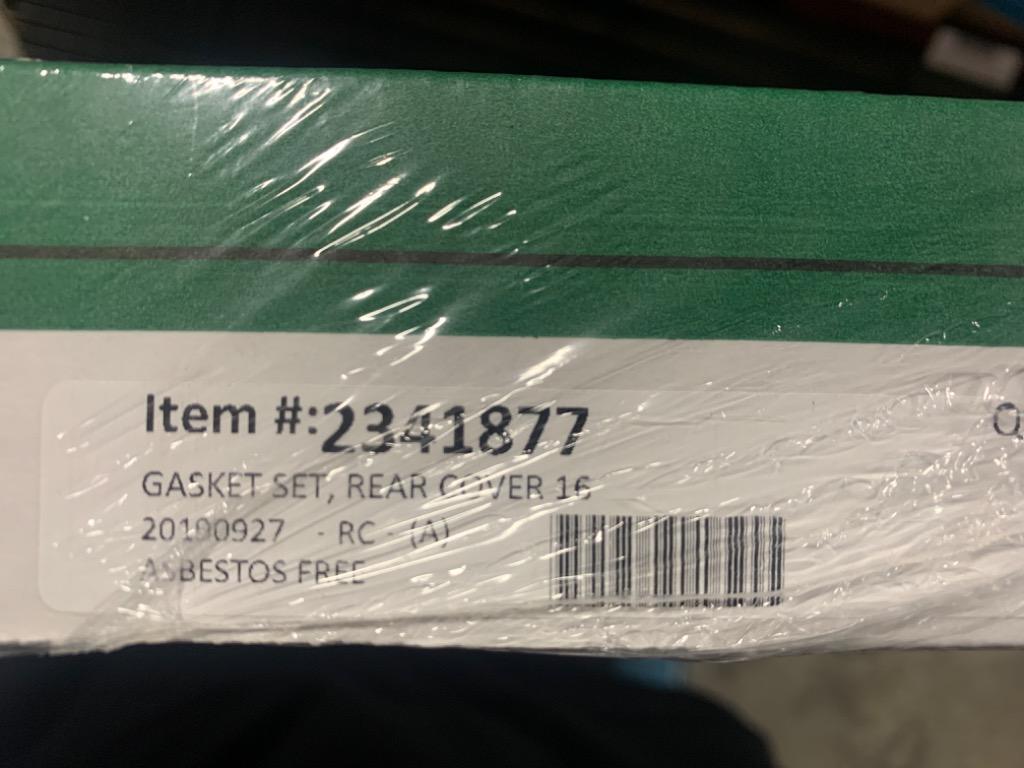 Item #:2341877
GASKET SET, REAR COVER 16
20190927 - RC - (A)
ASBESTOS FREE